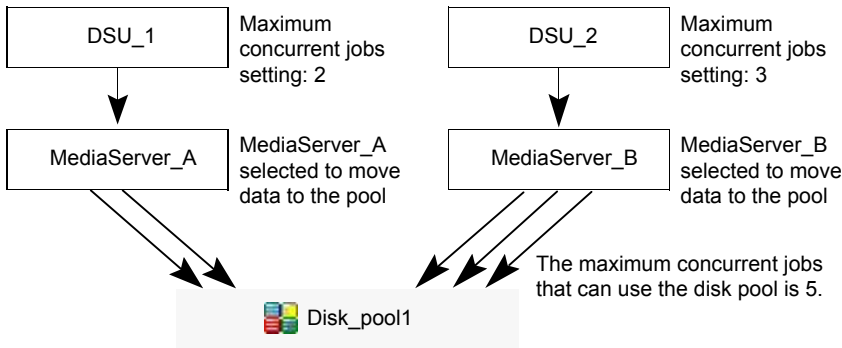 DSU_1
Maximum
concurrent jobs
setting: 2
DSU_2
Maximum
concurrent jobs
setting: 3
MediaServer_A
MediaServer_A
selected to move
data to the pool
MediaServer_B
MediaServer_B
selected to move
data to the pool
The maximum concurrent jobs
that can use the disk pool is 5.
Disk_pool1